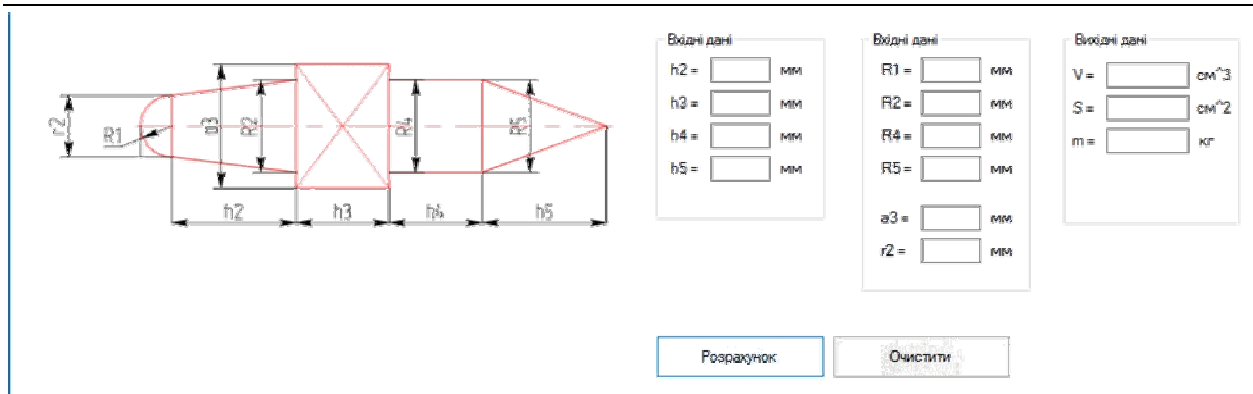 r2
R1
a3
R2
R4
R5
h2
h3
h4
h5
Вхідні дані
h2 = мм
h3 = мм
h4 = мм
h5 = мм
Вхідні дані
R1 = мм
R2 = мм
R4 = мм
R5 = мм
a3 = мм
r2 = мм
Вихідні дані
V = см^3
S = см^2
m = кг
Розрахунок
Очистити